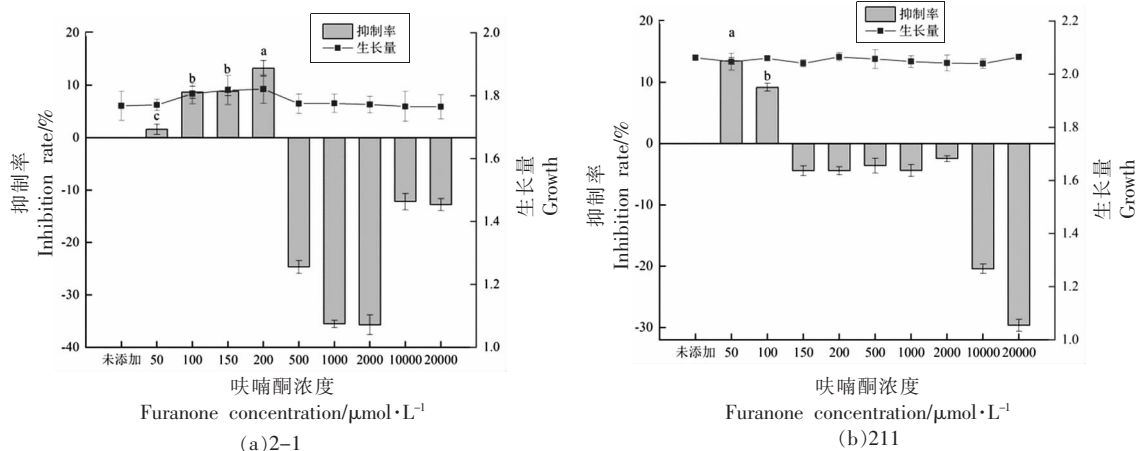 抑制率
生长量
20
10
0
-10
-20
-30
-40
2.0
1.8
1.6
1.4
1.2
1.0
c
b
b
a
抑制率
Inhibition rate/%
生长量
Growth
未添加 50 100 150 200 500 1000 2000 10000 20000
呋喃酮浓度
Furanone concentration/μmol·L⁻¹
(a)2-1
抑制率
生长量
20
10
0
-10
-20
-30
2.2
2.0
1.8
1.6
1.4
1.2
1.0
a
b
抑制率
Inhibition rate/%
生长量
Growth
未添加 50 100 150 200 500 1000 2000 10000 20000
呋喃酮浓度
Furanone concentration/μmol·L⁻¹
(b)211